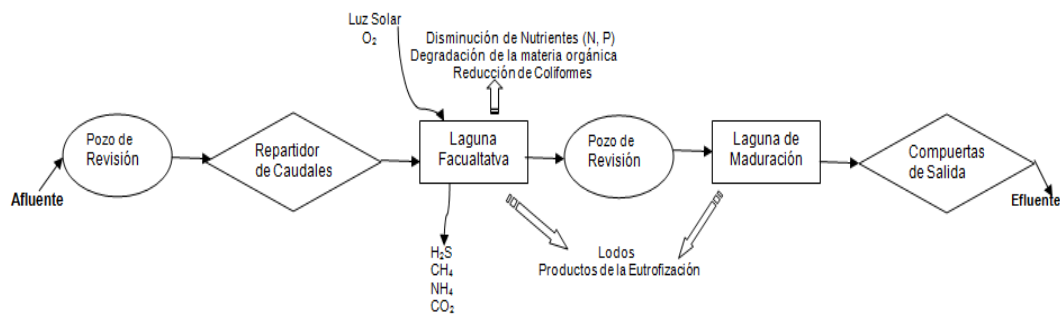 Luz Solar
O₂
Disminución de Nutrientes (N, P)
Degradación de la materia orgánica
Reducción de Coliformes
Afluente
Pozo de
Revisión
Repartidor
de Caudales
Laguna
Facualtatva
Pozo de
Revisión
Laguna de
Maduración
Compuertas
de Salida
Efluente
H₂S
CH₄
NH₄
CO₂
Lodos
Productos de la Eutrofización